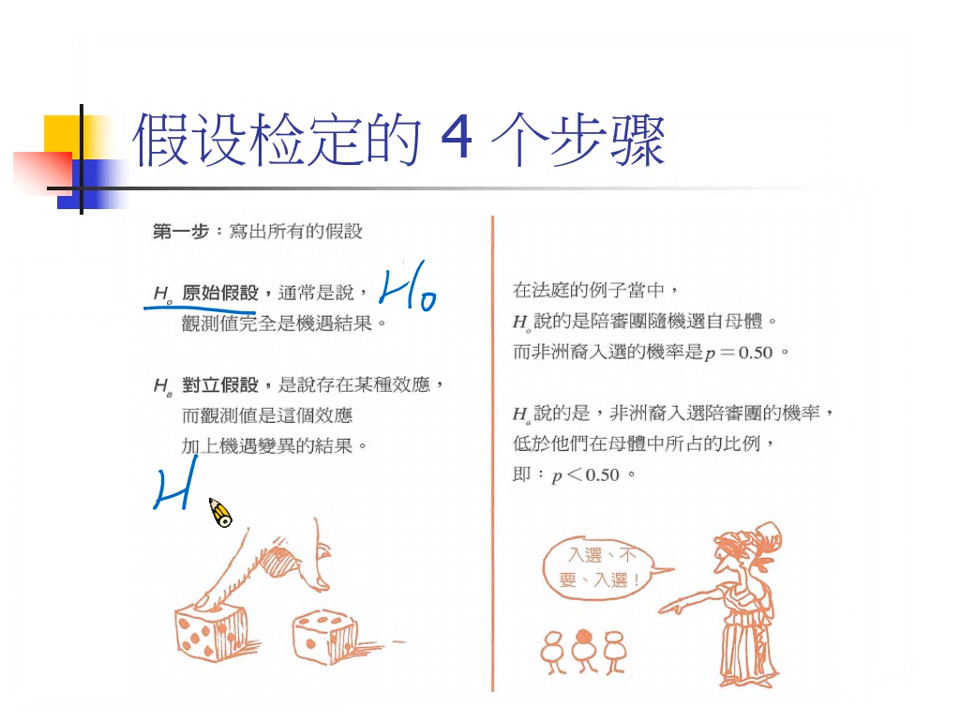 假设检定的 4 个步骤
第一步：寫出所有的假設
H₀ 原始假設，通常是說，
觀測值完全是機遇結果。
H₀
Hₐ 對立假設，是說存在某種效應，
而觀測值是這個效應
加上機遇變異的結果。
H
在法庭的例子當中，
H₀說的是陪審團隨機選自母體。
而非洲裔入選的機率是p＝0.50。
Hₐ說的是，非洲裔入選陪審團的機率，
低於他們在母體中所占的比例，
即：p＜0.50。
入選、不
要、入選！